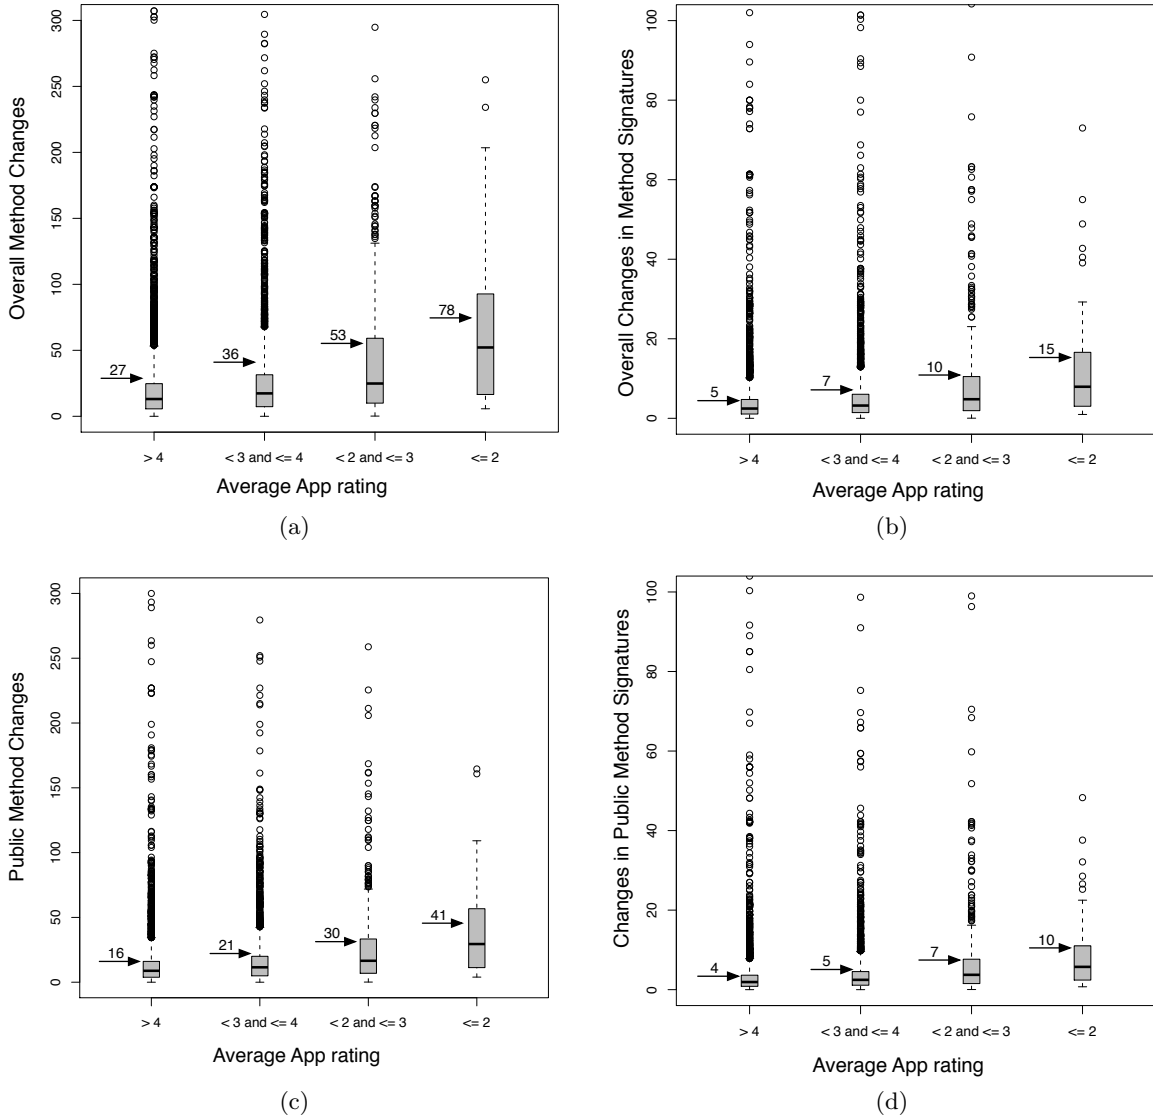 Overall Method Changes
300
250
200
150
100
50
0
27
36
53
78
> 4
< 3 and <= 4
< 2 and <= 3
<= 2
Average App rating
(a)
Overall Changes in Method Signatures
100
80
60
40
20
0
5
7
10
15
> 4
< 3 and <= 4
< 2 and <= 3
<= 2
Average App rating
(b)
Public Method Changes
300
250
200
150
100
50
0
16
21
30
41
> 4
< 3 and <= 4
< 2 and <= 3
<= 2
Average App rating
(c)
Changes in Public Method Signatures
100
80
60
40
20
0
4
5
7
10
> 4
< 3 and <= 4
< 2 and <= 3
<= 2
Average App rating
(d)